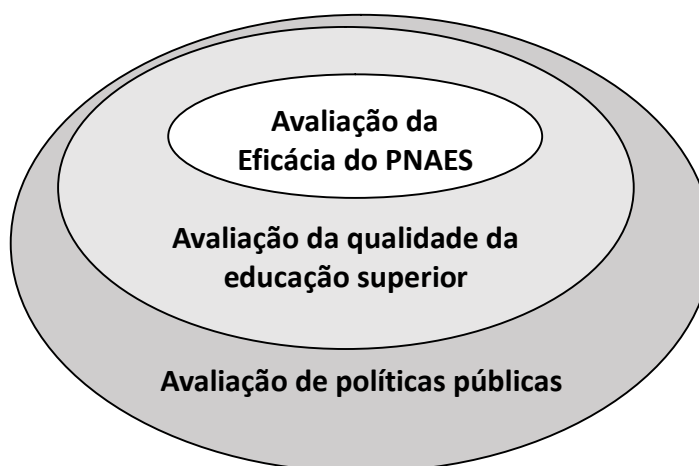 Avaliação da
Eficácia do PNAES
Avaliação da qualidade da
educação superior
Avaliação de políticas públicas